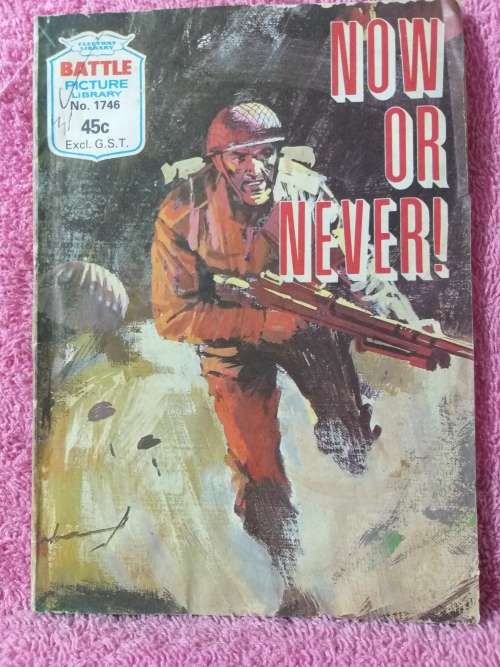 FLEETWAY
LIBRARY
BATTLE
PICTURE
LIBRARY
No. 1746
45c
Excl. G.S.T.
NOW
OR
NEVER!